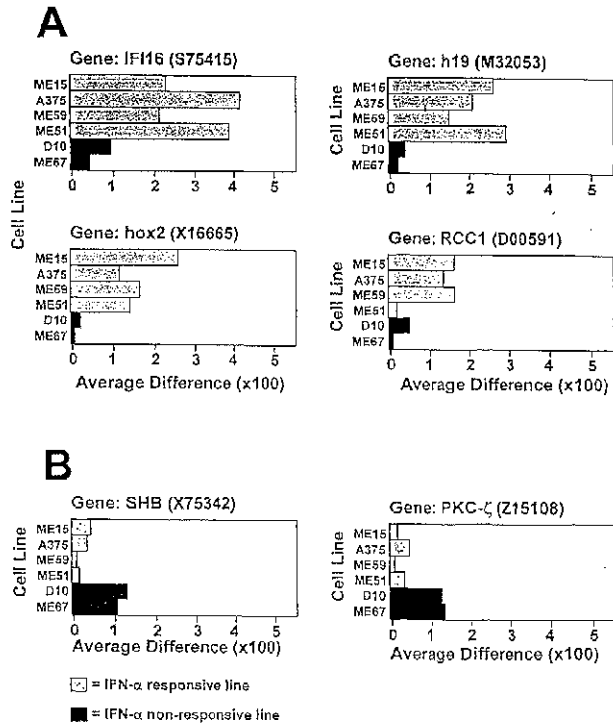 A
Gene: IFI16 (S75415)
ME15
A375
ME59
ME51
D10
ME67
0 1 2 3 4 5
Gene: h19 (M32053)
ME15
A375
ME59
ME51
D10
ME67
0 1 2 3 4 5
Cell Line
Gene: hox2 (X16665)
ME15
A375
ME59
ME51
D10
ME67
0 1 2 3 4 5
Average Difference (x100)
Cell Line
Gene: RCC1 (D00591)
ME15
A375
ME59
ME51
D10
ME67
0 1 2 3 4 5
Average Difference (x100)
B
Cell Line
Gene: SHB (X75342)
ME15
A375
ME59
ME51
D10
ME67
0 1 2 3 4 5
Average Difference (x100)
Cell Line
Gene: PKC-ζ (Z15108)
ME15
A375
ME59
ME51
D10
ME67
0 1 2 3 4 5
Average Difference (x100)
= IFN-α responsive line
= IFN-α non-responsive line